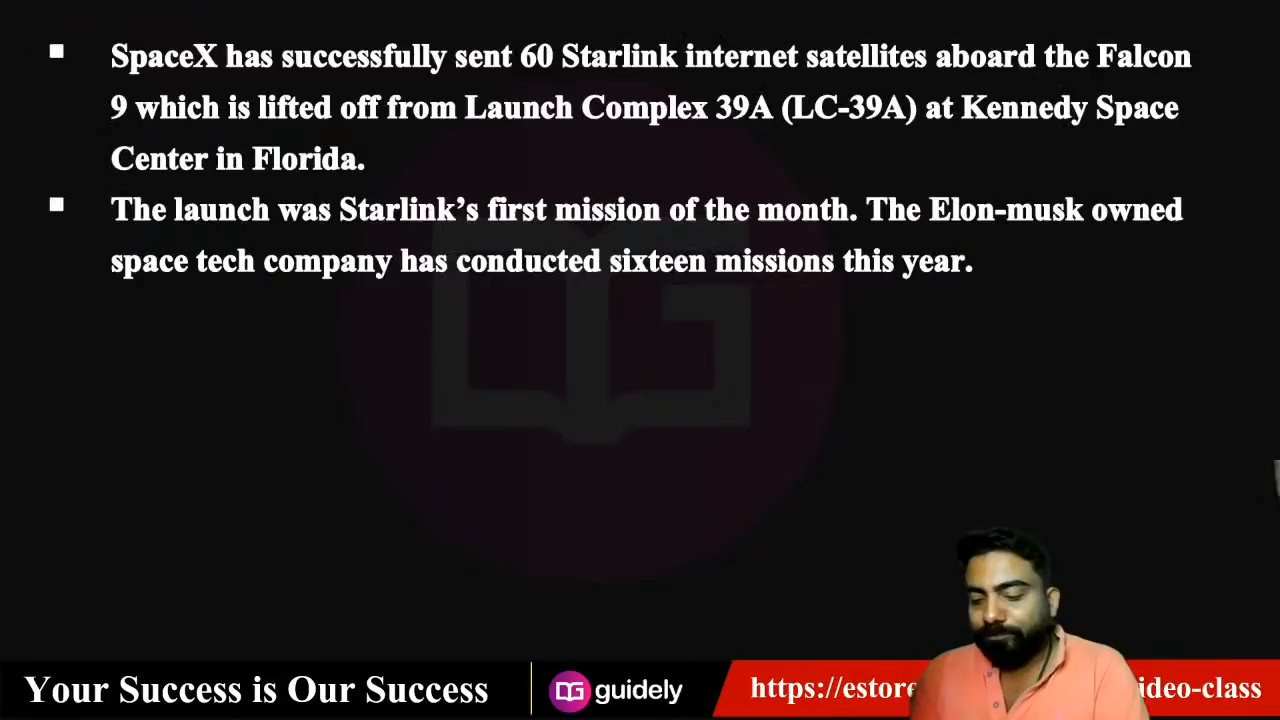 SpaceX has successfully sent 60 Starlink internet satellites aboard the Falcon
9 which is lifted off from Launch Complex 39A (LC-39A) at Kennedy Space
Center in Florida.
The launch was Starlink’s first mission of the month. The Elon-musk owned
space tech company has conducted sixteen missions this year.
Your Success is Our Success
guidely
https://estore ideo-class